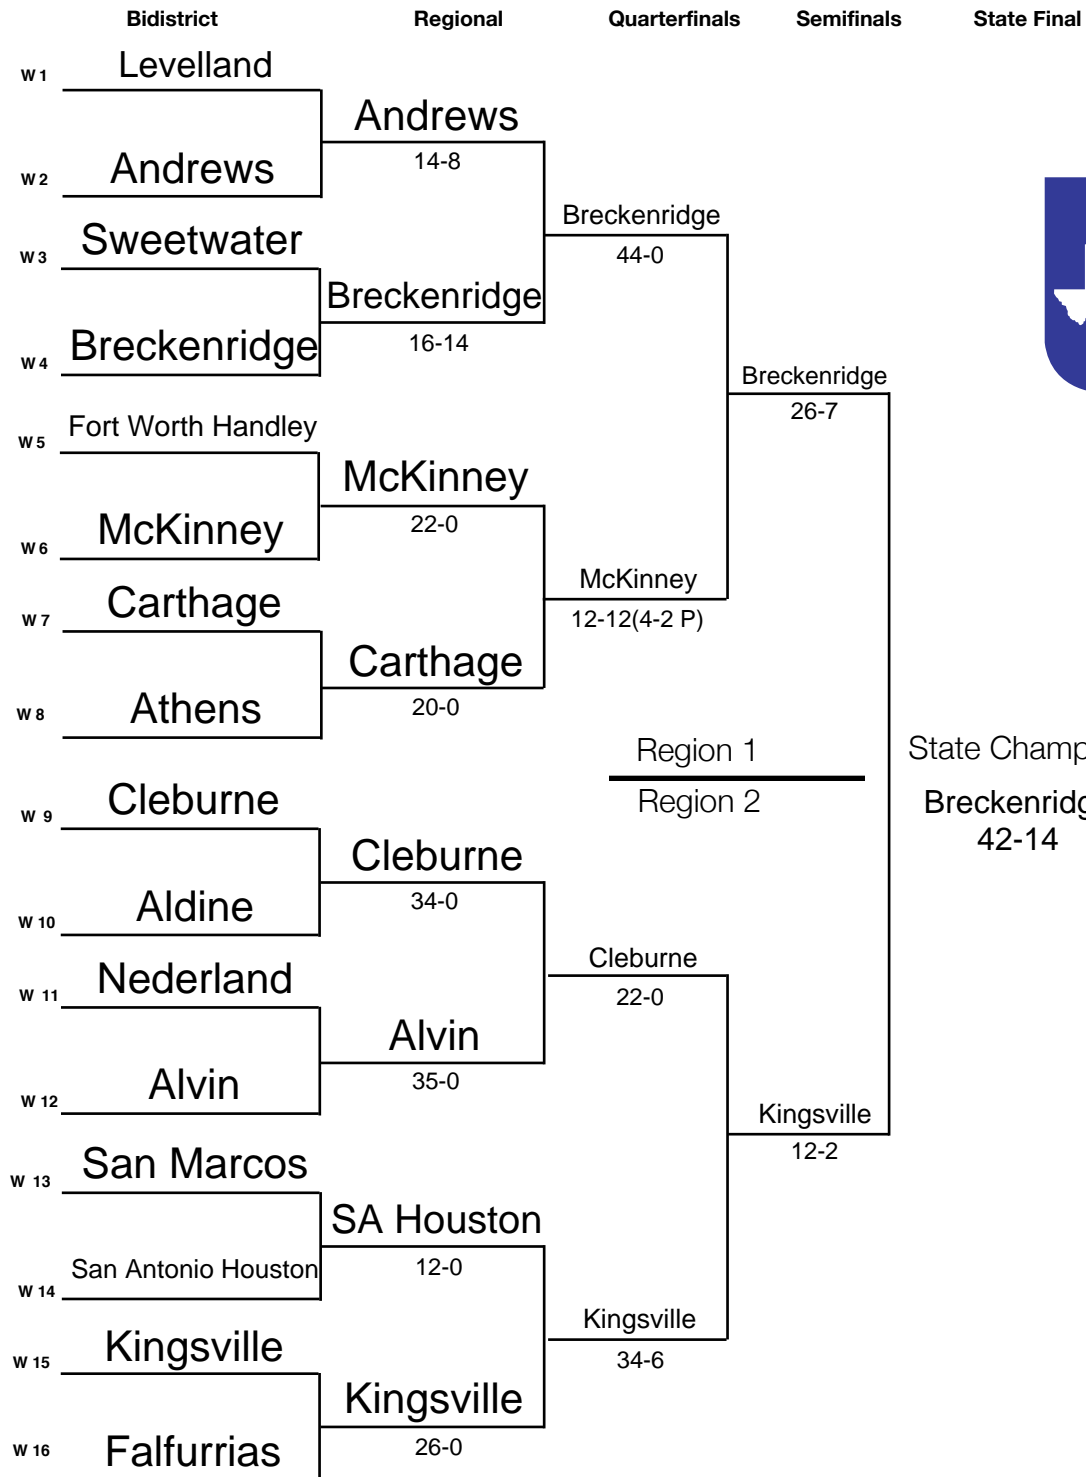 Bidistrict Regional Quarterfinals Semifinals State Final
W 1 Levelland
Andrews
14-8
W 2 Andrews
Breckenridge
44-0
W 3 Sweetwater
Breckenridge
16-14
W 4 Breckenridge
Breckenridge
26-7
W 5 Fort Worth Handley
McKinney
22-0
W 6 McKinney
McKinney
12-12(4-2 P)
W 7 Carthage
Carthage
20-0
W 8 Athens
Region 1
Region 2
State Champ
Breckenridg
42-14
W 9 Cleburne
Cleburne
34-0
W 10 Aldine
Cleburne
22-0
W 11 Nederland
Alvin
35-0
W 12 Alvin
Kingsville
12-2
W 13 San Marcos
SA Houston
12-0
W 14 San Antonio Houston
Kingsville
34-6
W 15 Kingsville
Kingsville
26-0
W 16 Falfurrias